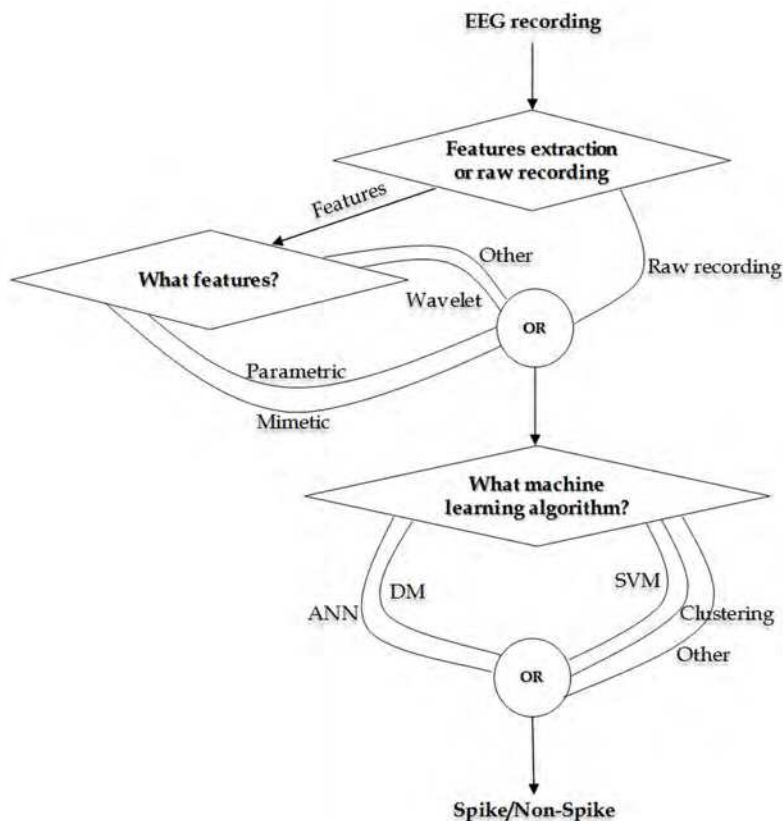 EEG recording
Features extraction
or raw recording
Features
Other
Raw recording
What features?
Wavelet
OR
Parametric
Mimetic
What machine
learning algorithm?
SVM
DM
ANN
Clustering
Other
OR
Spike/Non-Spike